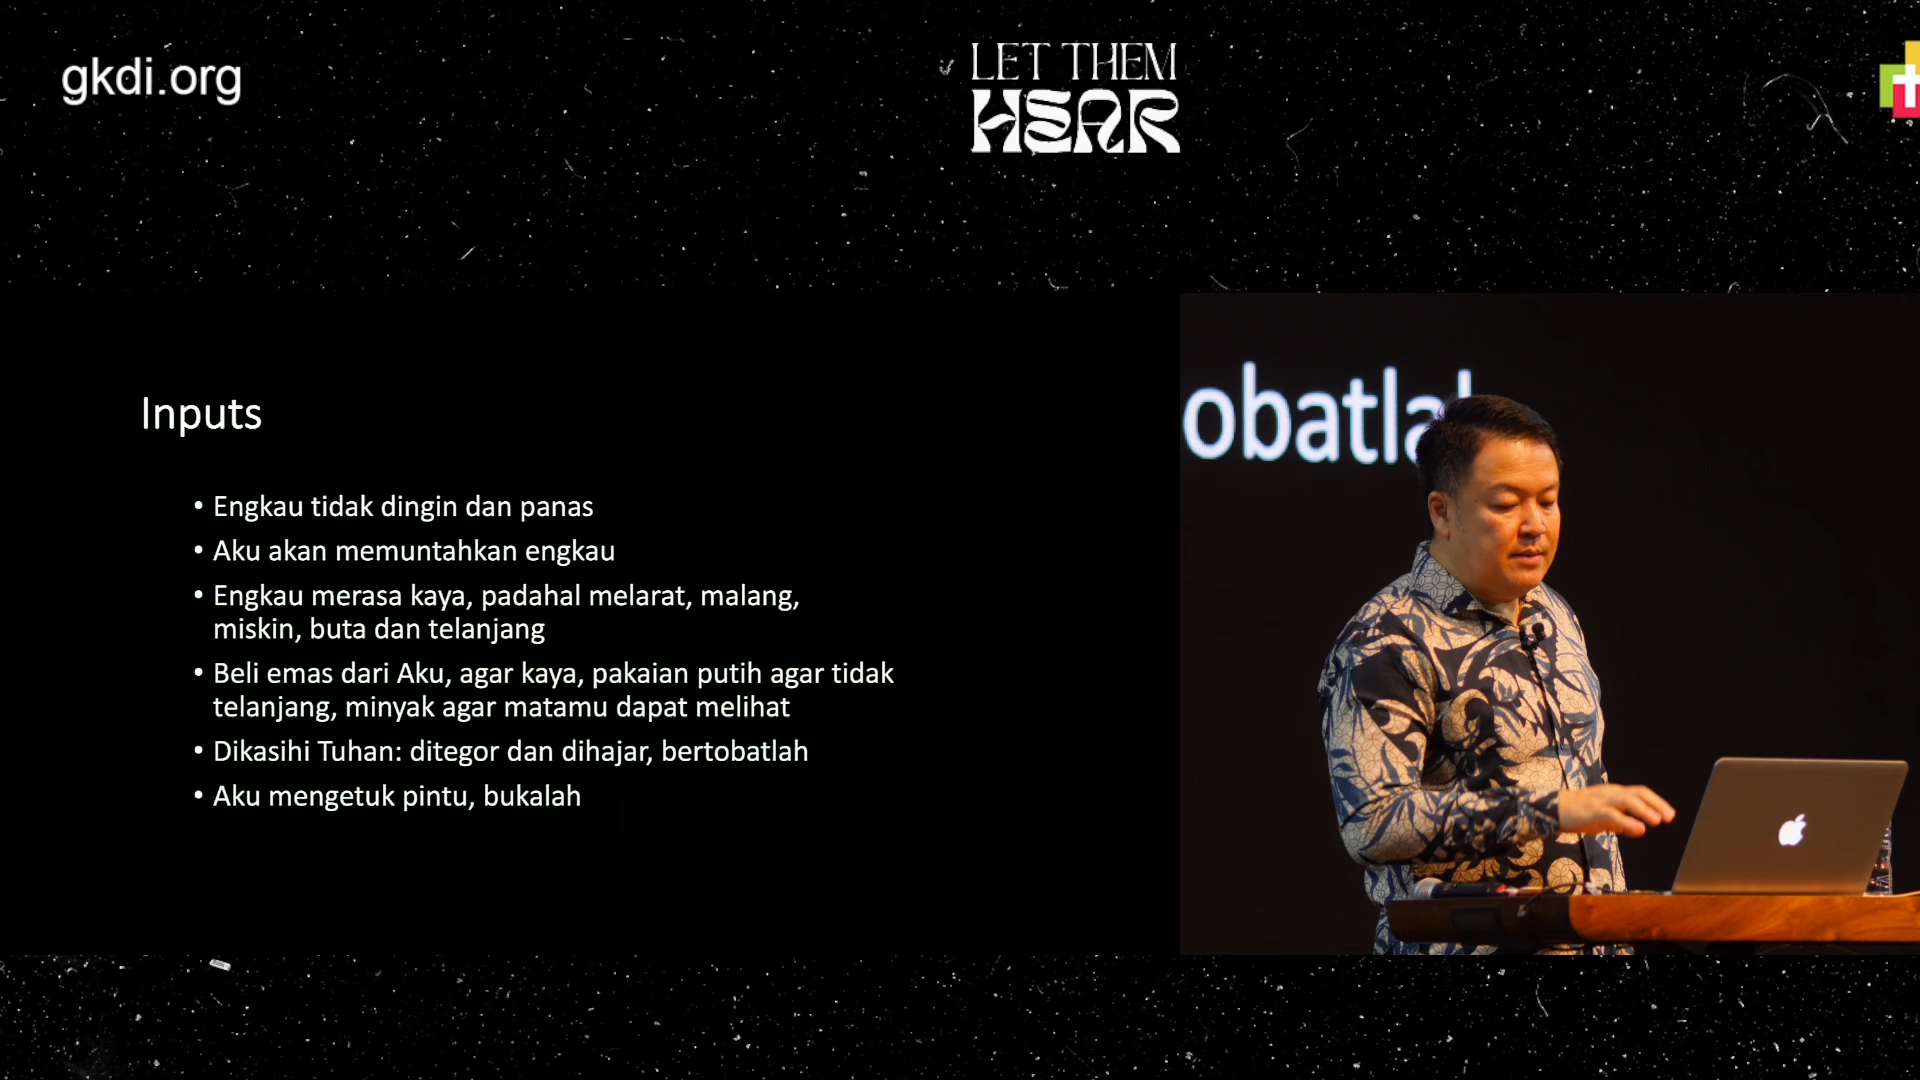 gkdi.org
LET THEM
HEAR
Inputs
• Engkau tidak dingin dan panas
• Aku akan memuntahkan engkau
• Engkau merasa kaya, padahal melarat, malang,
miskin, buta dan telanjang
• Beli emas dari Aku, agar kaya, pakaian putih agar tidak
telanjang, minyak agar matamu dapat melihat
• Dikasihi Tuhan: ditegor dan dihajar, bertobatlah
• Aku mengetuk pintu, bukalah